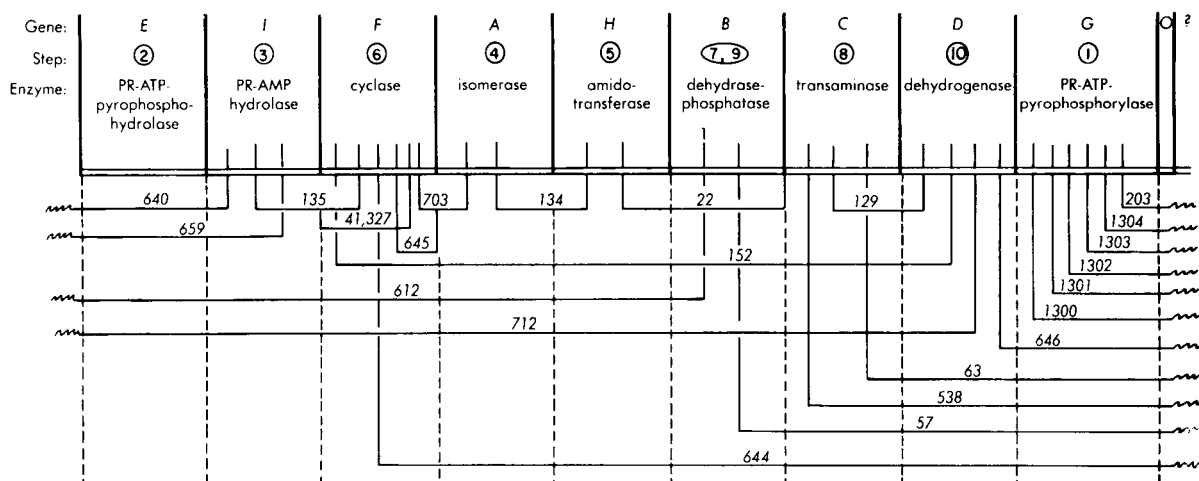 Gene: E I F A H B C D G O ?
Step: 2 3 6 4 5 7, 9 8 10 1
Enzyme: PR-ATP- PR-AMP cyclase isomerase amido- dehydrase- transaminase dehydrogenase PR-ATP-
pyrophospho- hydrolase transferase phosphatase pyrophosphorylase
hydrolase
640 135 703 134 22 129 203
41,327 1304
659 645 1303
152 1302
612 1301
1300
712 646
63
538
57
644